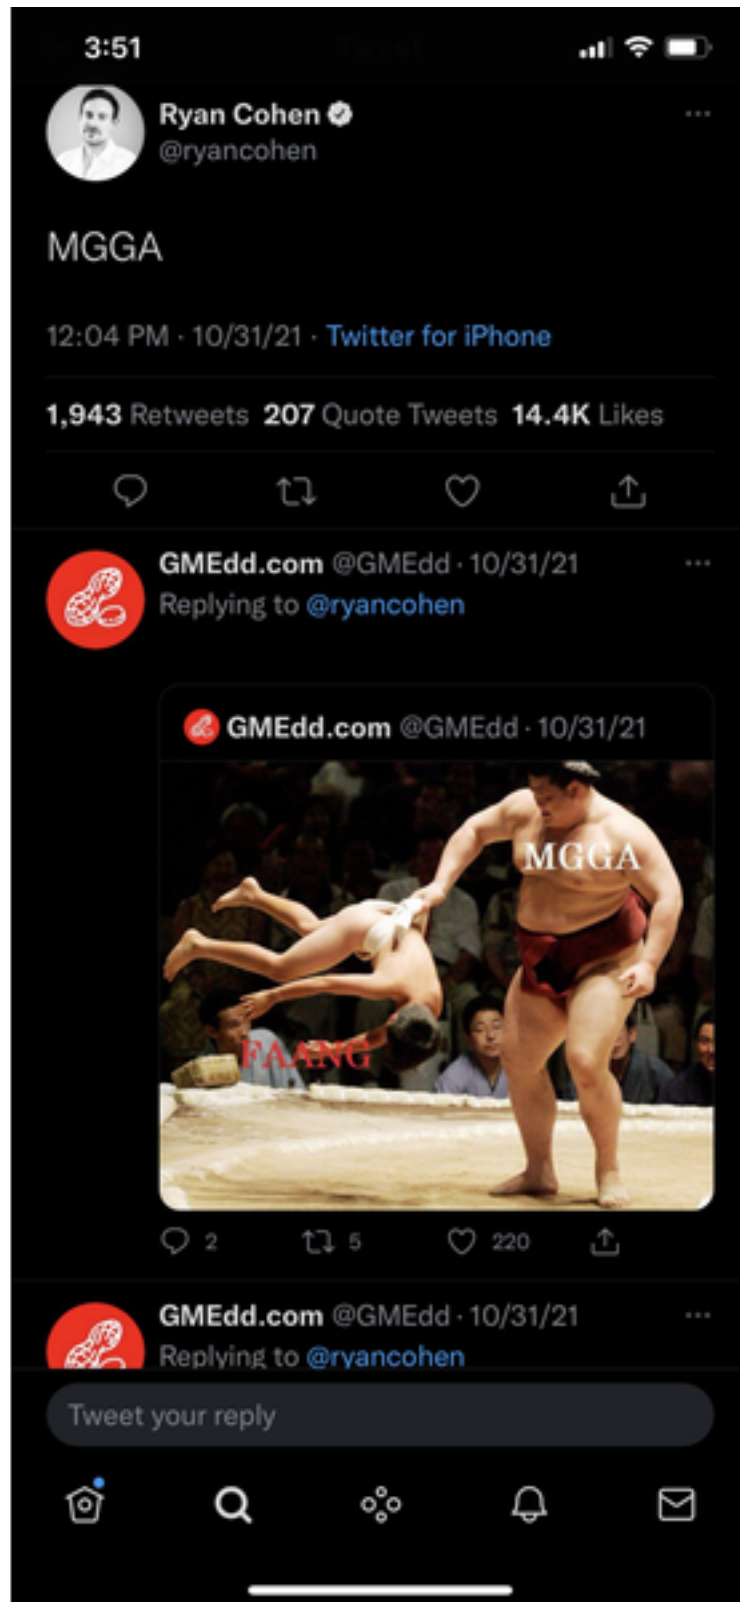 3:51
Ryan Cohen
@ryancohen
MGGA
12:04 PM · 10/31/21 · Twitter for iPhone
1,943 Retweets 207 Quote Tweets 14.4K Likes
GMEdd.com @GMEdd · 10/31/21
Replying to @ryancohen
GMEdd.com @GMEdd · 10/31/21
MGGA
FAANG
2 5 220
GMEdd.com @GMEdd · 10/31/21
Replying to @ryancohen
Tweet your reply